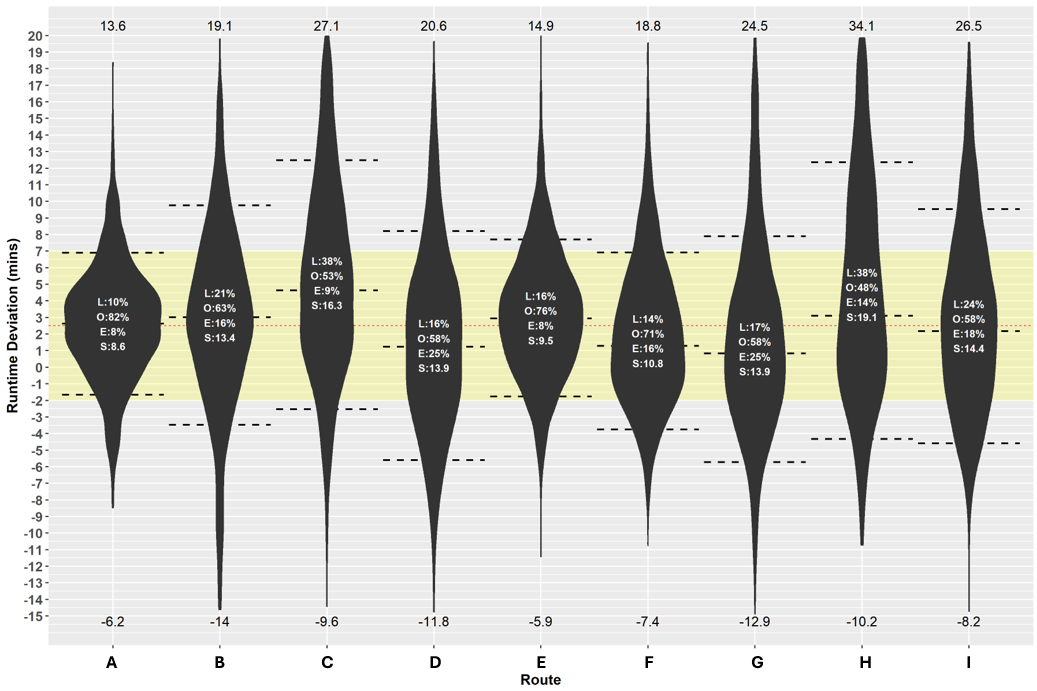 13.6 19.1 27.1 20.6 14.9 18.8 24.5 34.1 26.5
20
19
18
17
16
15
14
13
12
11
10
9
8
7
6
5
4
3
2
1
0
-1
-2
-3
-4
-5
-6
-7
-8
-9
-10
-11
-12
-13
-14
-15
Runtime Deviation (mins)
L:10%
O:82%
E:8%
S:8.6
L:21%
O:63%
E:16%
S:13.4
L:38%
O:53%
E:9%
S:16.3
L:16%
O:58%
E:25%
S:13.9
L:16%
O:76%
E:8%
S:9.5
L:14%
O:71%
E:16%
S:10.8
L:17%
O:58%
E:25%
S:13.9
L:38%
O:48%
E:14%
S:19.1
L:24%
O:58%
E:18%
S:14.4
-6.2 -14 -9.6 -11.8 -5.9 -7.4 -12.9 -10.2 -8.2
A B C D E F G H I
Route